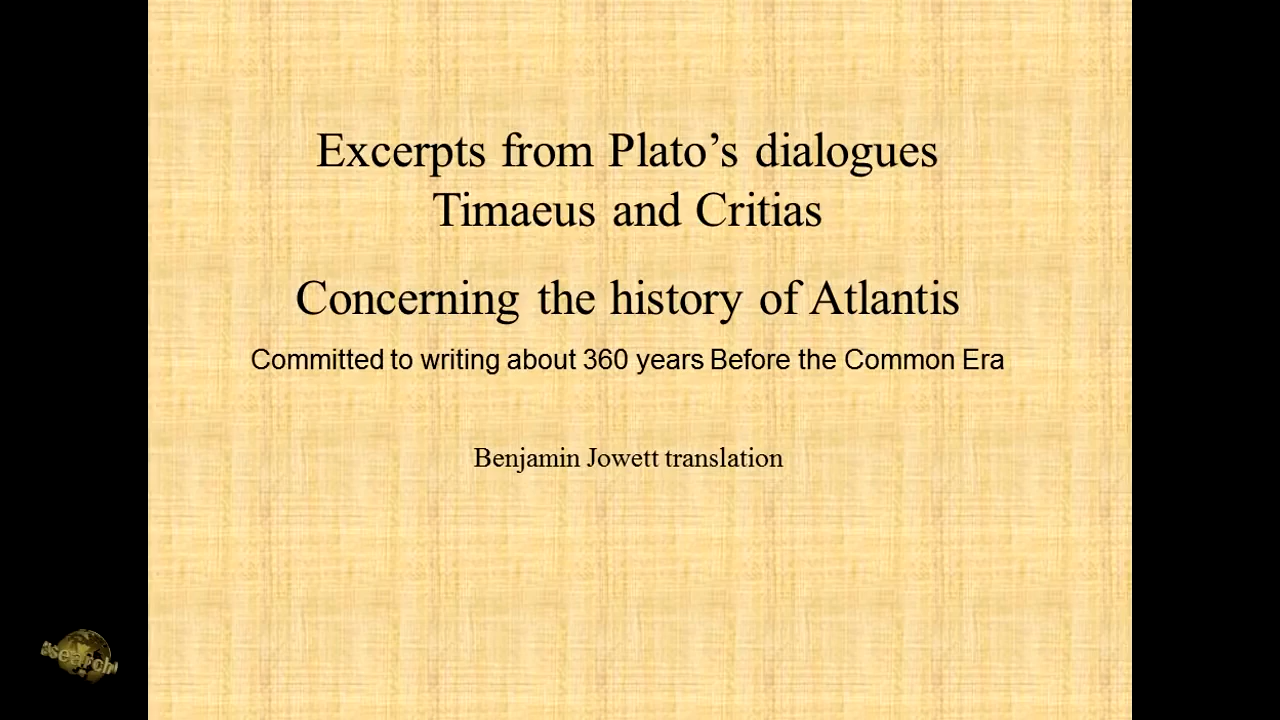 Excerpts from Plato’s dialogues
Timaeus and Critias
Concerning the history of Atlantis
Committed to writing about 360 years Before the Common Era
Benjamin Jowett translation